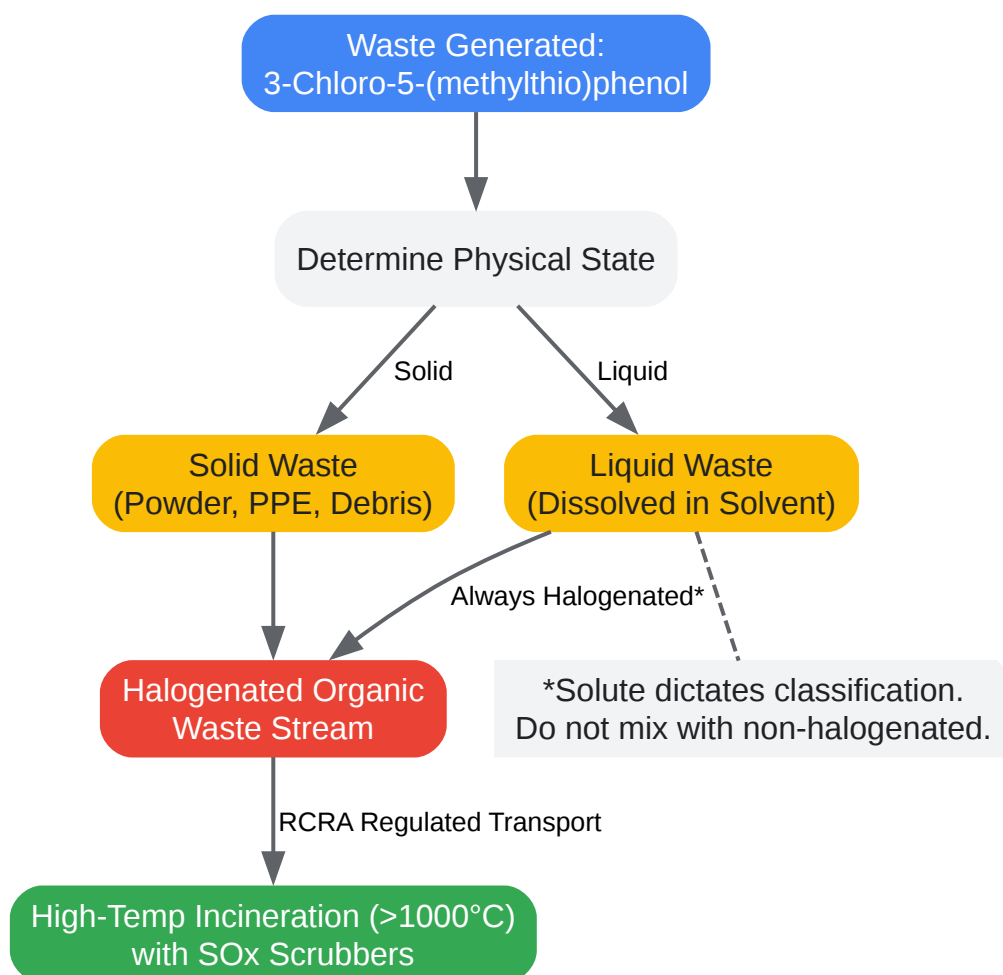 Waste Generated:
3-Chloro-5-(methylthio)phenol
Determine Physical State
Solid
Liquid
Solid Waste
(Powder, PPE, Debris)
Liquid Waste
(Dissolved in Solvent)
Always Halogenated*
Halogenated Organic
Waste Stream
*Solute dictates classification.
Do not mix with non-halogenated.
RCRA Regulated Transport
High-Temp Incineration (>1000°C)
with SOx Scrubbers